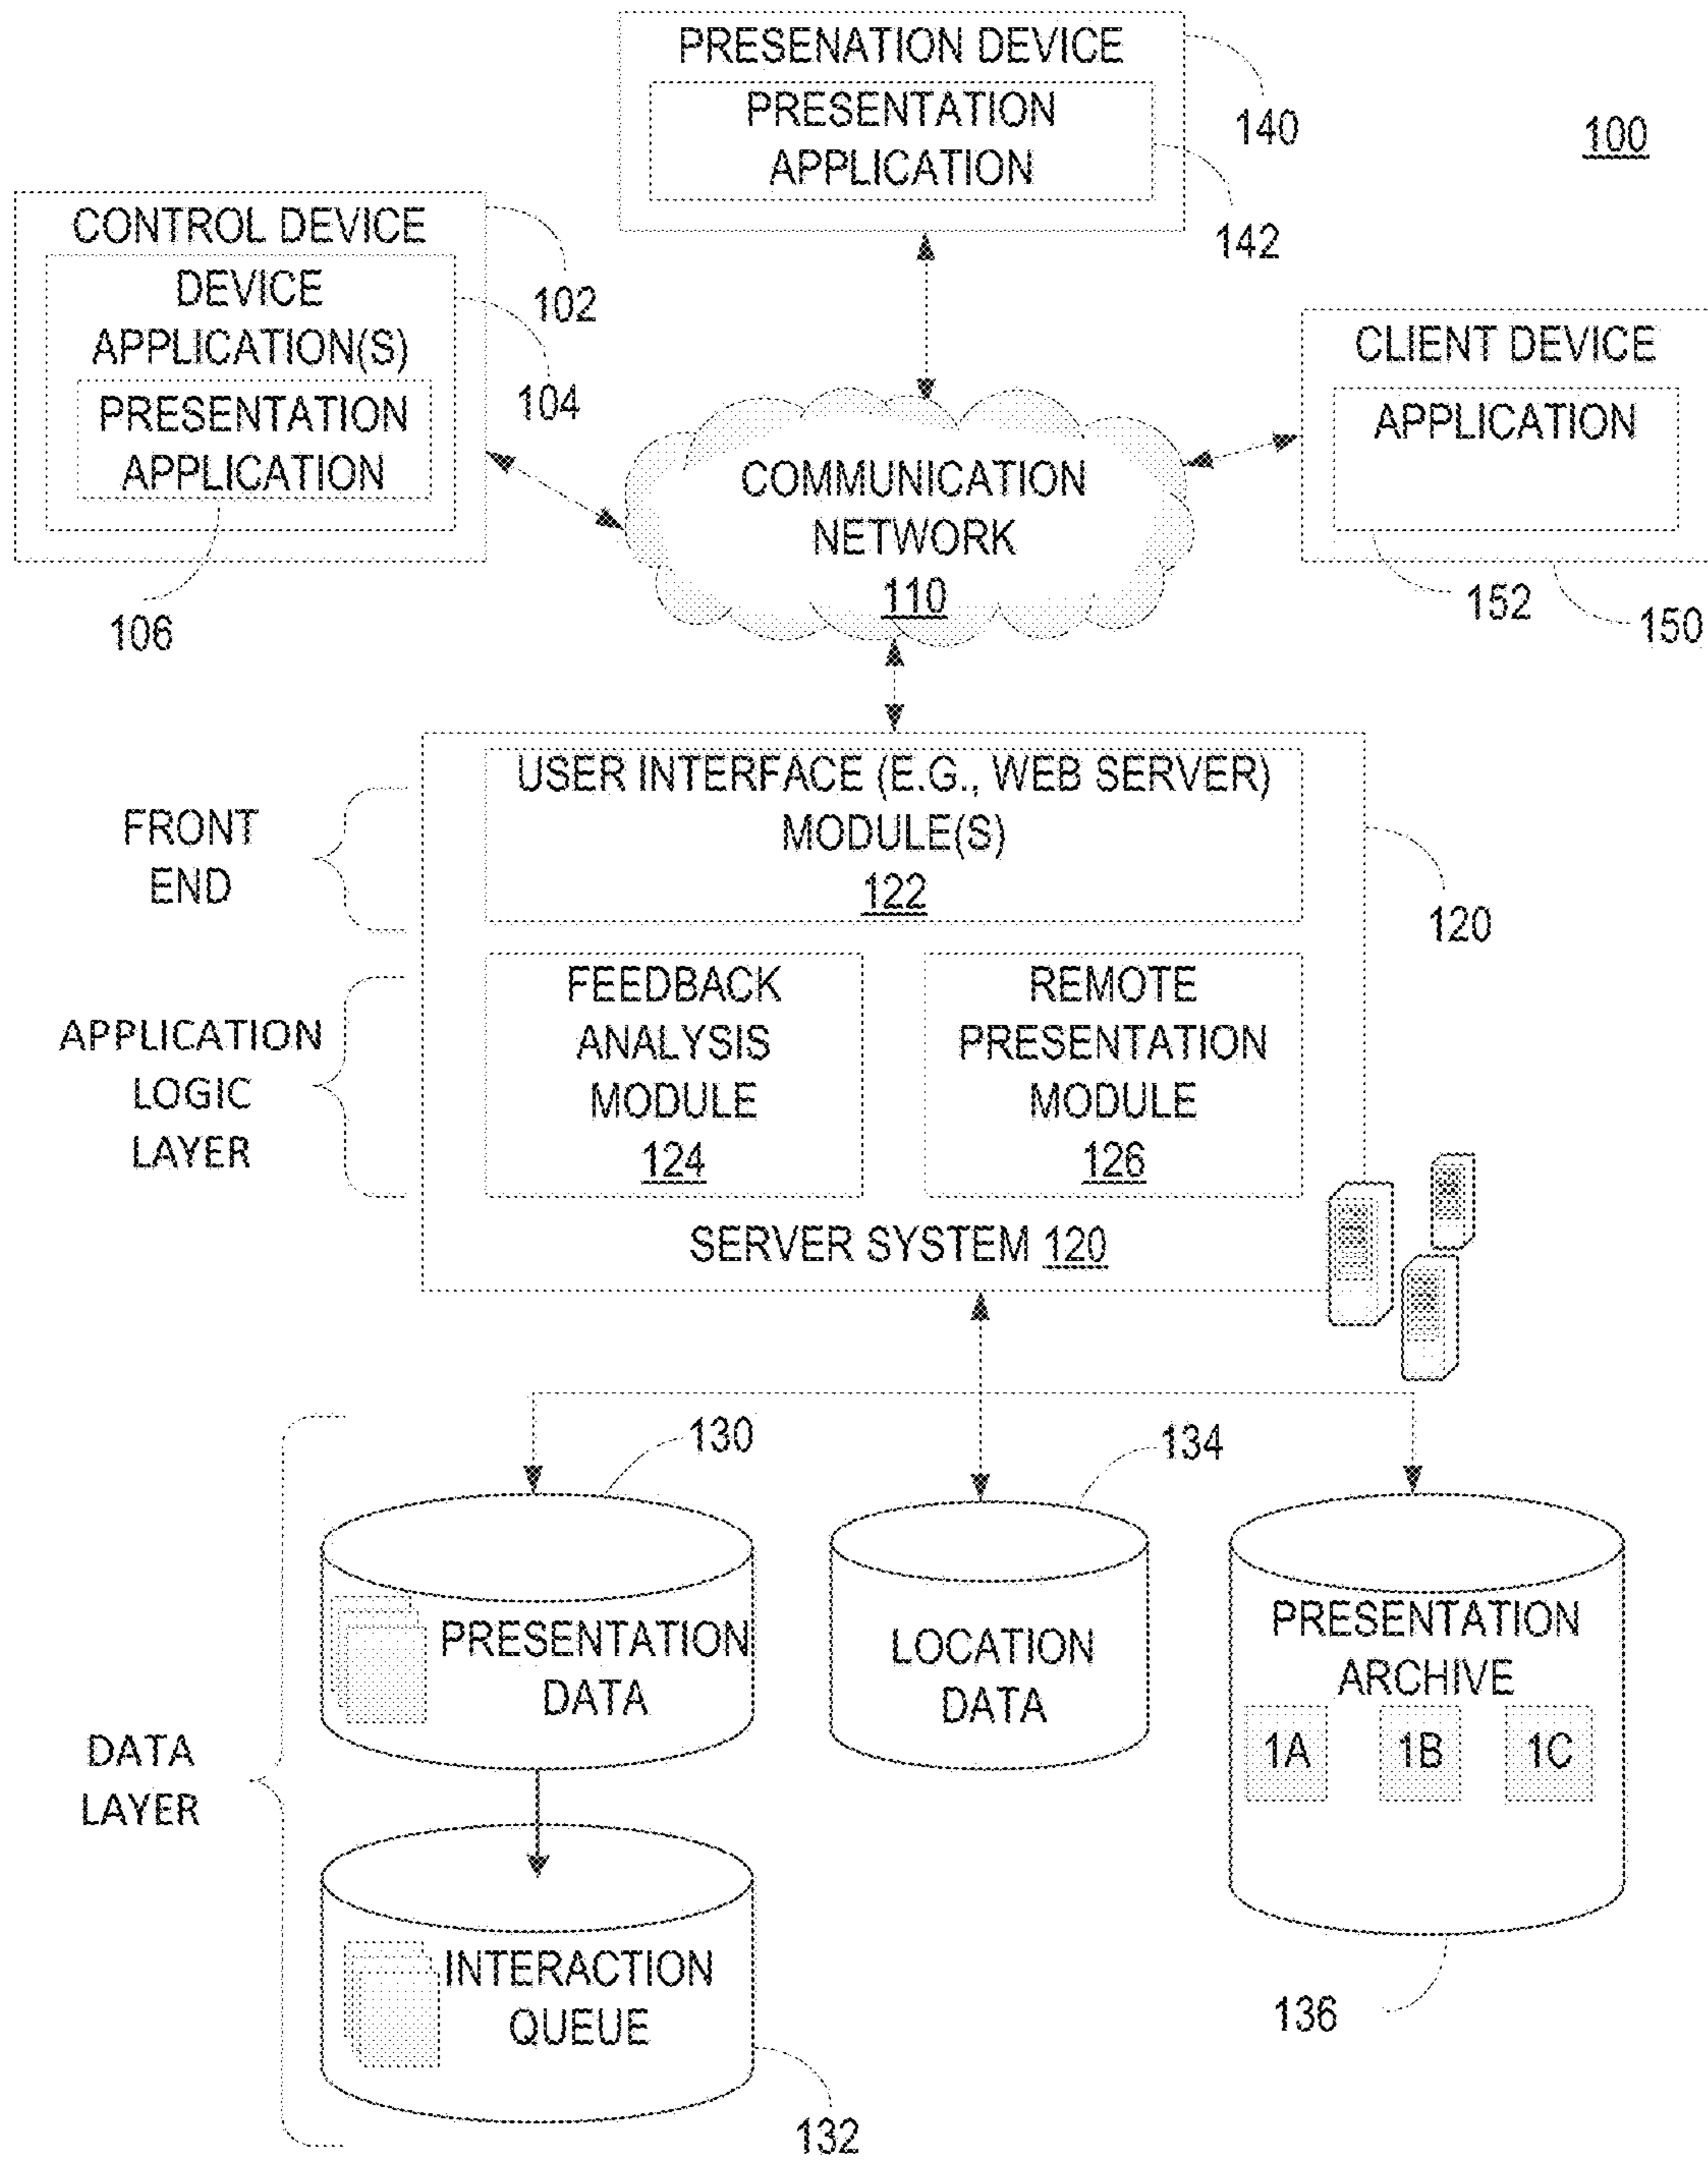 PRESENATION DEVICE
PRESENTATION
APPLICATION
140
142
100
CONTROL DEVICE
DEVICE
APPLICATION(S)
PRESENTATION
APPLICATION
102
104
106
CLIENT DEVICE
APPLICATION
152
150
COMMUNICATION
NETWORK
110
FRONT
END
USER INTERFACE (E.G., WEB SERVER)
MODULE(S)
122
120
APPLICATION
LOGIC
LAYER
FEEDBACK
ANALYSIS
MODULE
124
REMOTE
PRESENTATION
MODULE
126
SERVER SYSTEM 120
DATA
LAYER
130
PRESENTATION
DATA
134
LOCATION
DATA
PRESENTATION
ARCHIVE
1A 1B 1C
136
INTERACTION
QUEUE
132